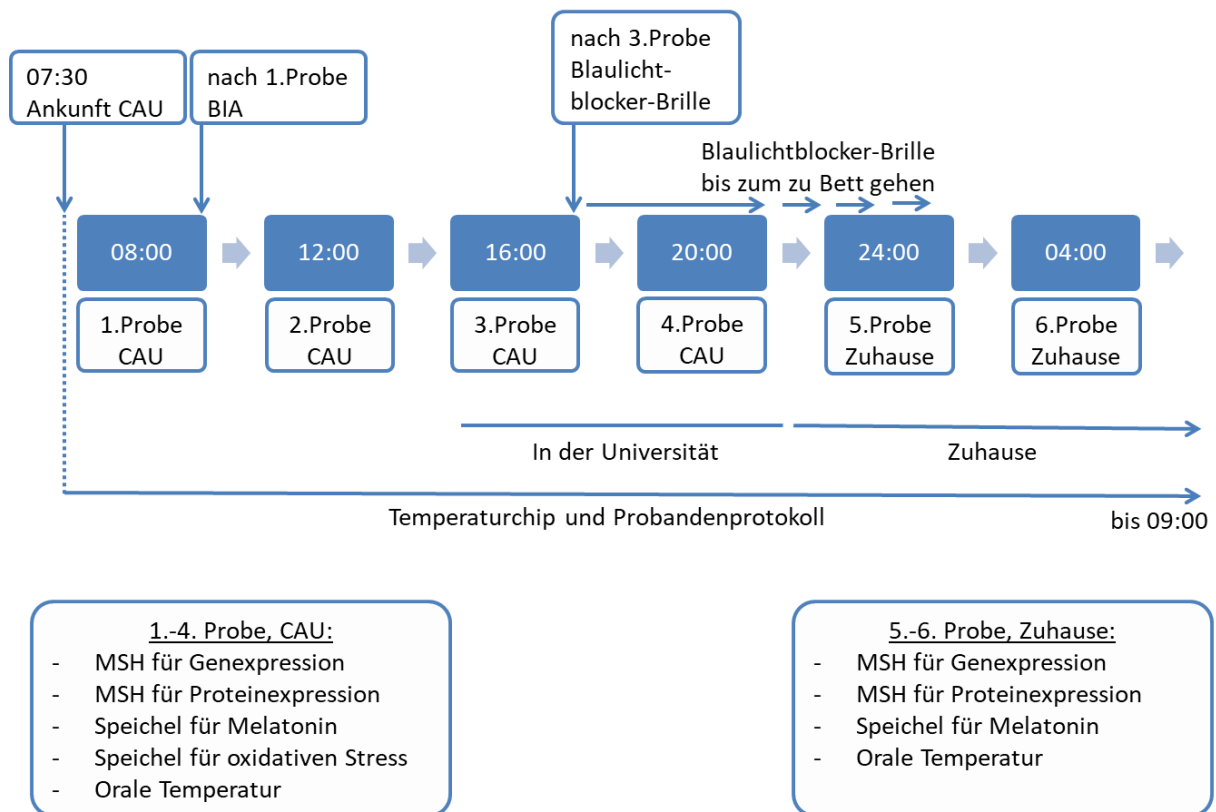 07:30
Ankunft CAU
nach 1.Probe
BIA
nach 3.Probe
Blaulicht-
blocker-Brille
Blaulichtblocker-Brille
bis zum zu Bett gehen
08:00
12:00
16:00
20:00
24:00
04:00
1.Probe
CAU
2.Probe
CAU
3.Probe
CAU
4.Probe
CAU
5.Probe
Zuhause
6.Probe
Zuhause
In der Universität
Zuhause
Temperaturchip und Probandenprotokoll
bis 09:00
1.-4. Probe, CAU:
- MSH für Genexpression
- MSH für Proteinexpression
- Speichel für Melatonin
- Speichel für oxidativen Stress
- Orale Temperatur
5.-6. Probe, Zuhause:
- MSH für Genexpression
- MSH für Proteinexpression
- Speichel für Melatonin
- Orale Temperatur